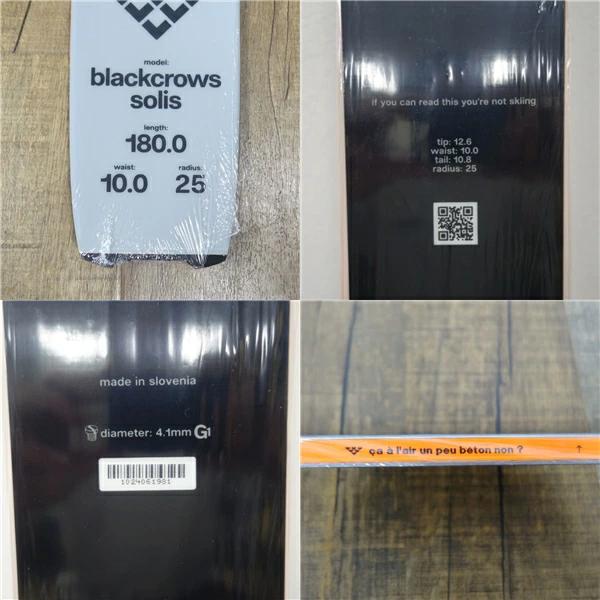 model:
blackcrows
solis
length:
180.0
waist: radius:
10.0 25
if you can read this you're not skiing
tip: 12.6
waist: 10.0
tail: 10.8
radius: 25
made in slovenia
diameter: 4.1mm G1
1024061981
ça à l'air un peu béton non ? ↑